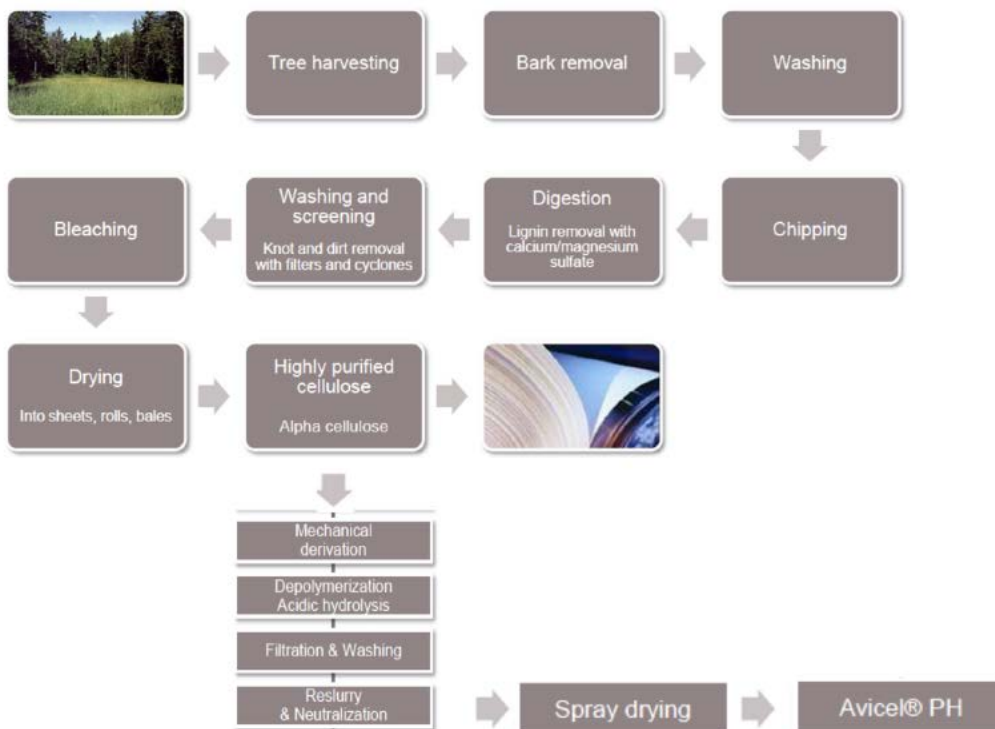 Tree harvesting
Bark removal
Washing
Chipping
Digestion
Lignin removal with
calcium/magnesium
sulfate
Washing and
screening
Knot and dirt removal
with filters and cyclones
Bleaching
Drying
Into sheets, rolls, bales
Highly purified
cellulose
Alpha cellulose
Mechanical
derivation
Depolymerization
Acidic hydrolysis
Filtration & Washing
Reslurry
& Neutralization
Spray drying
Avicel® PH